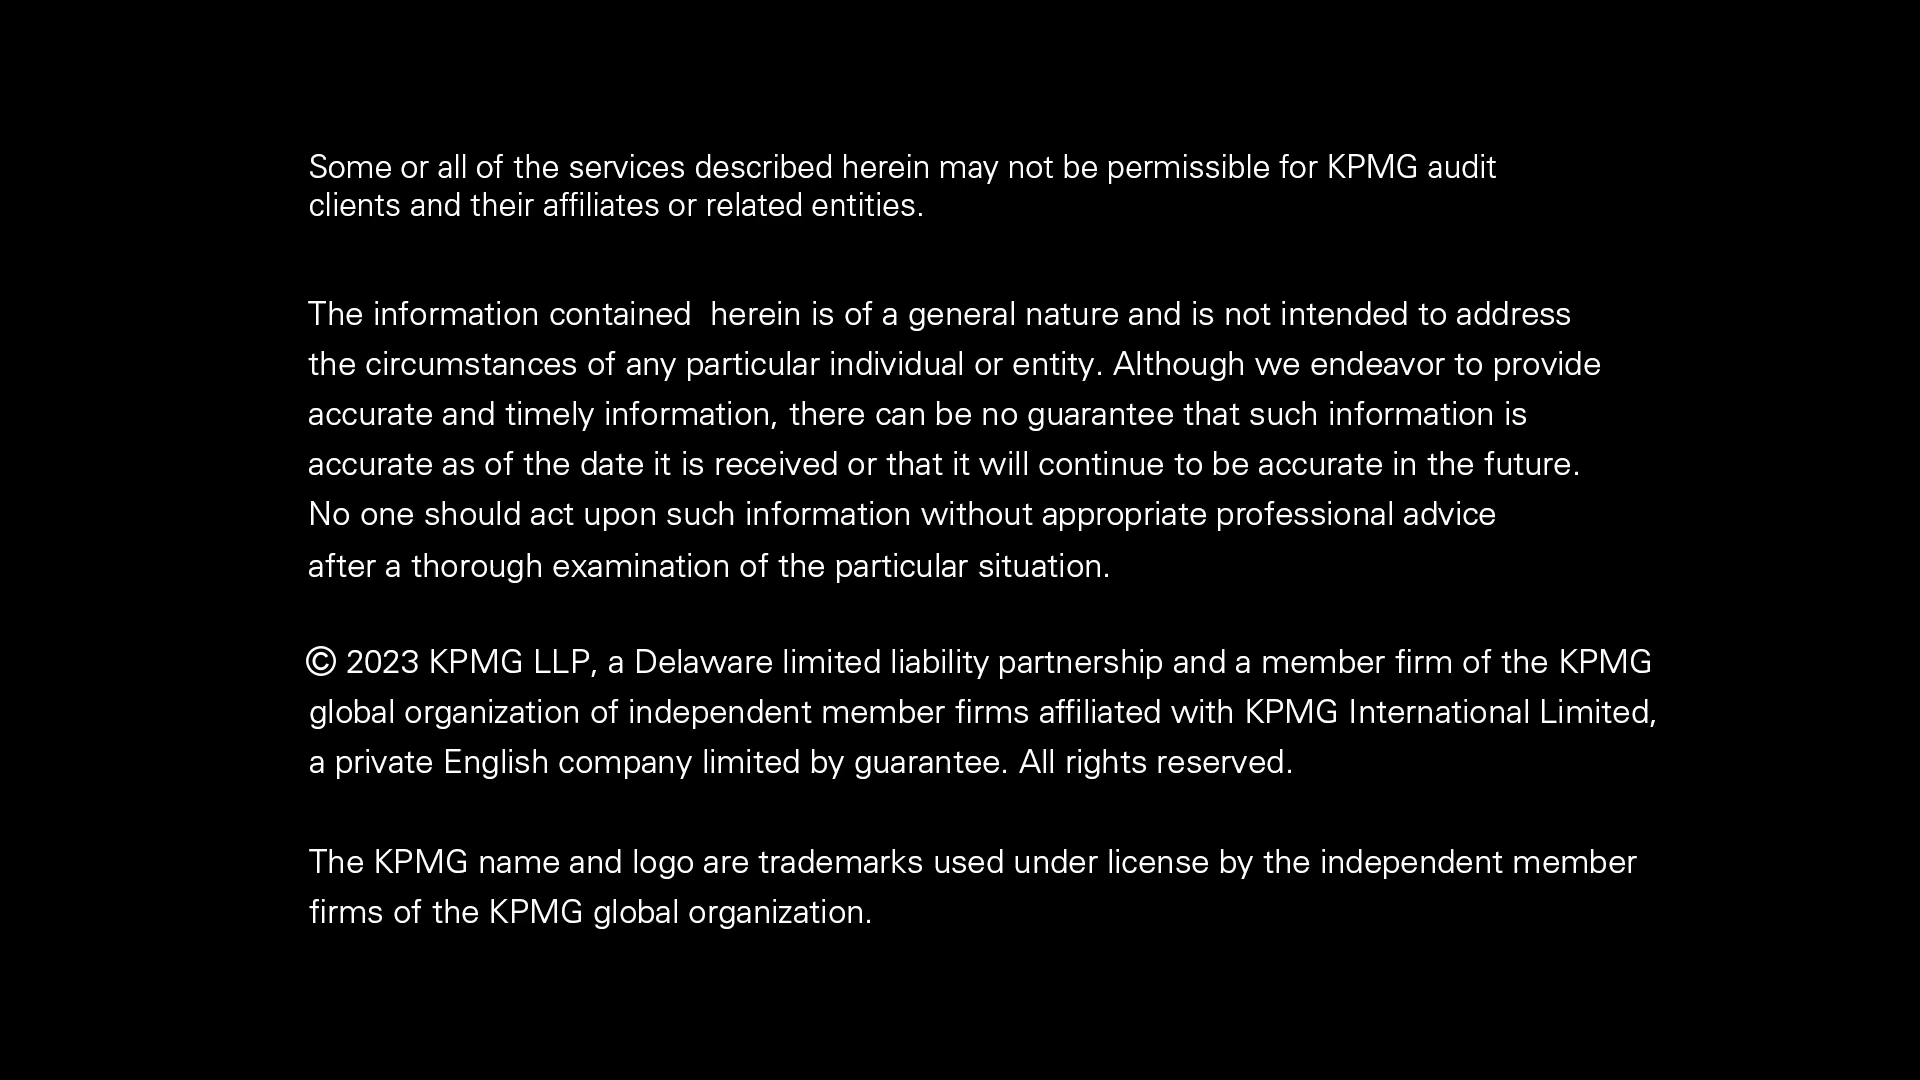 Some or all of the services described herein may not be permissible for KPMG audit
clients and their affiliates or related entities.
The information contained  herein is of a general nature and is not intended to address
the circumstances of any particular individual or entity. Although we endeavor to provide
accurate and timely information, there can be no guarantee that such information is
accurate as of the date it is received or that it will continue to be accurate in the future.
No one should act upon such information without appropriate professional advice
after a thorough examination of the particular situation.
© 2023 KPMG LLP, a Delaware limited liability partnership and a member firm of the KPMG
global organization of independent member firms affiliated with KPMG International Limited,
a private English company limited by guarantee. All rights reserved.
The KPMG name and logo are trademarks used under license by the independent member
firms of the KPMG global organization.